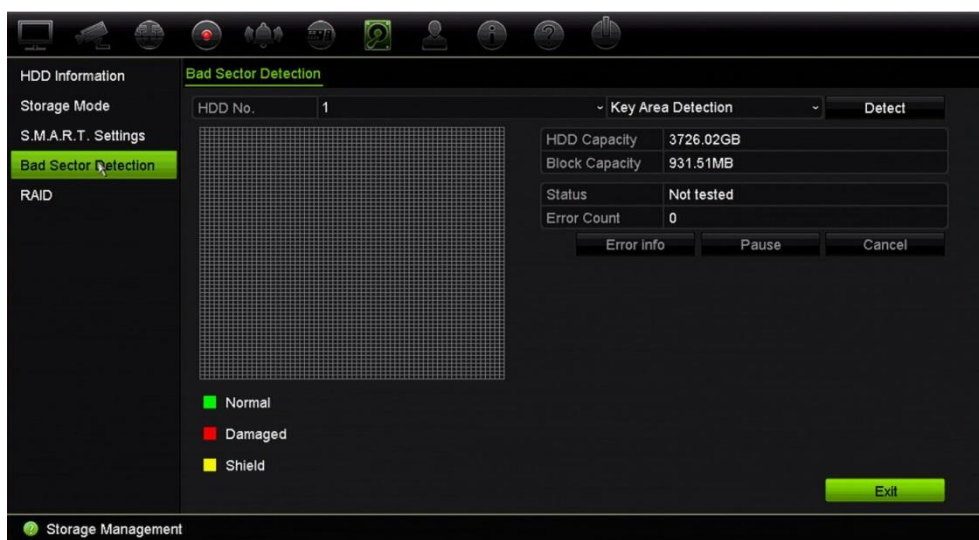 HDD Information
Storage Mode
S.M.A.R.T. Settings
Bad Sector Detection
RAID
Bad Sector Detection
HDD No. 1 Key Area Detection Detect
HDD Capacity 3726.02GB
Block Capacity 931.51MB
Status Not tested
Error Count 0
Error info Pause Cancel
Normal
Damaged
Shield
Exit
Storage Management